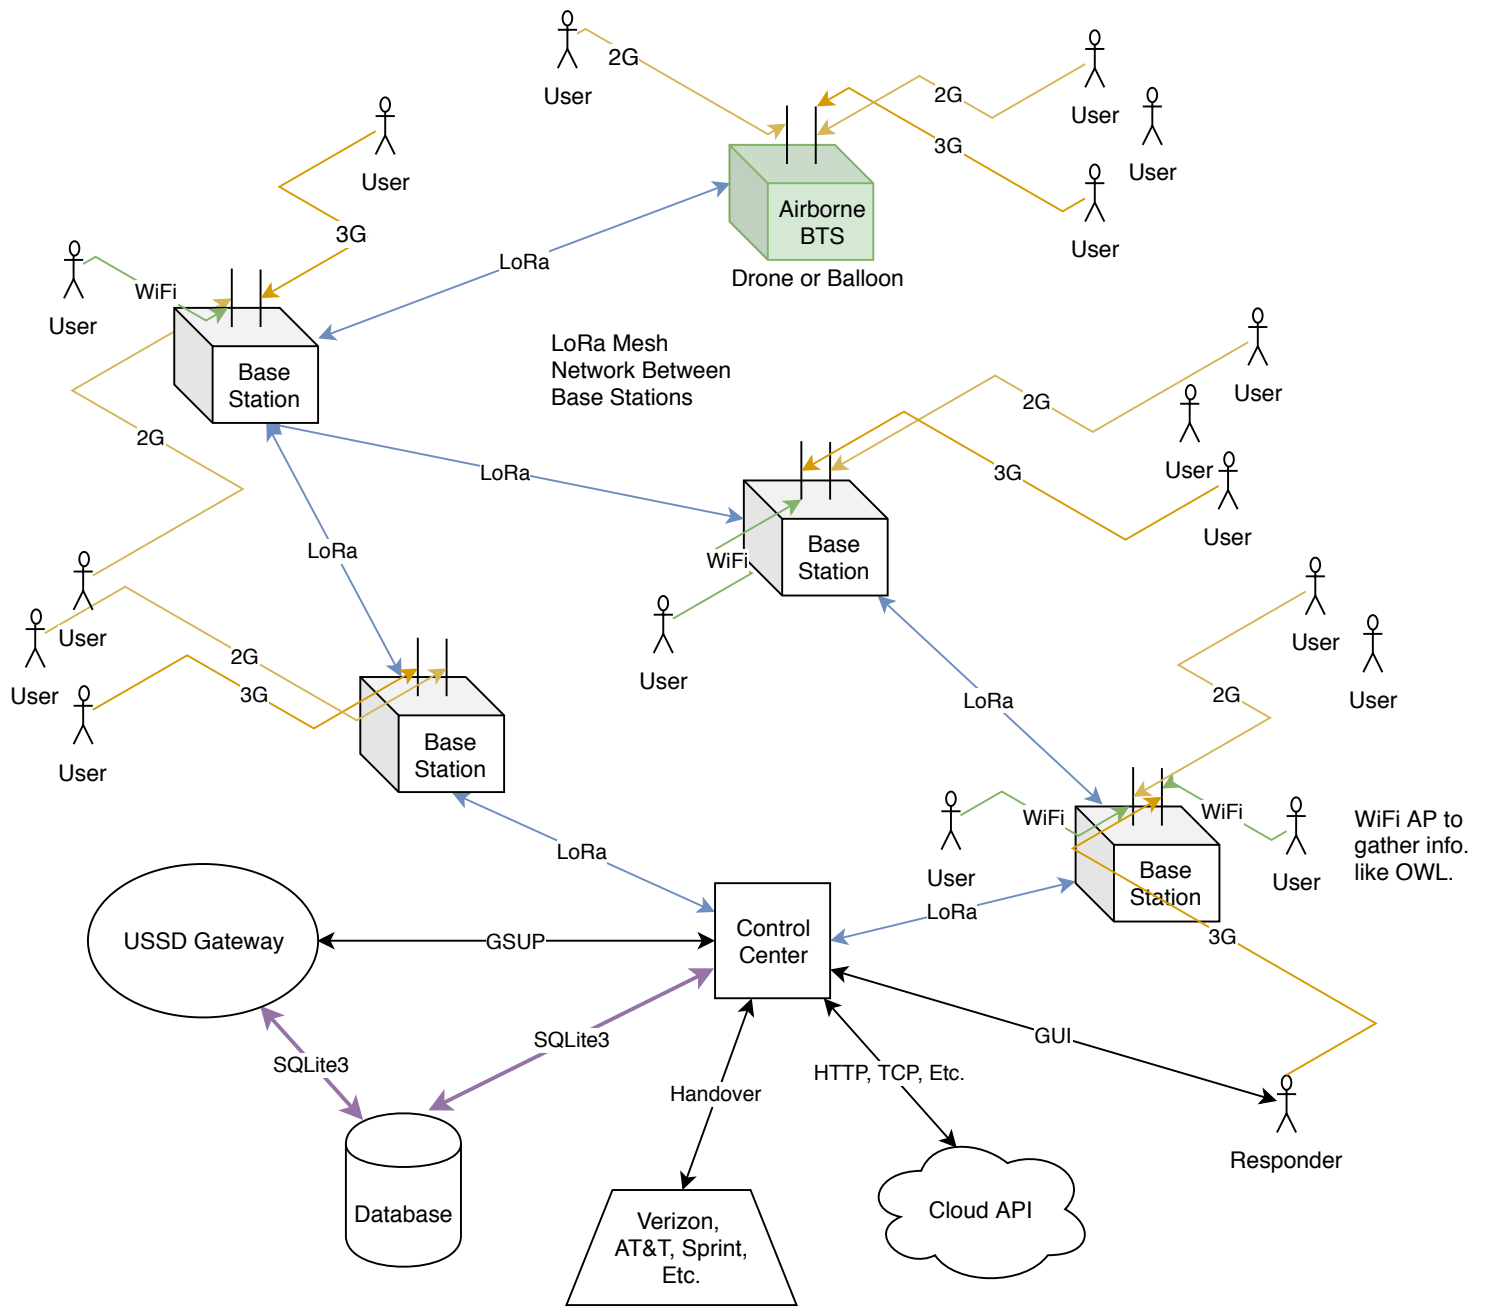 2G
User
2G
User
User
3G
User
User
3G
Airborne
BTS
User
Drone or Balloon
LoRa
WiFi
User
LoRa Mesh
Network Between
Base Stations
Base
Station
2G
User
2G
LoRa
3G
User
User
Base
Station
WiFi
LoRa
User
User
User
2G
User
3G
User
User
User
2G
LoRa
Base
Station
WiFi
WiFi
WiFi AP to
gather info.
like OWL.
LoRa
User
Base
Station
User
LoRa
3G
USSD Gateway
GSUP
Control
Center
SQLite3
SQLite3
GUI
HTTP, TCP, Etc.
Handover
Responder
Database
Verizon,
AT&T, Sprint,
Etc.
Cloud API